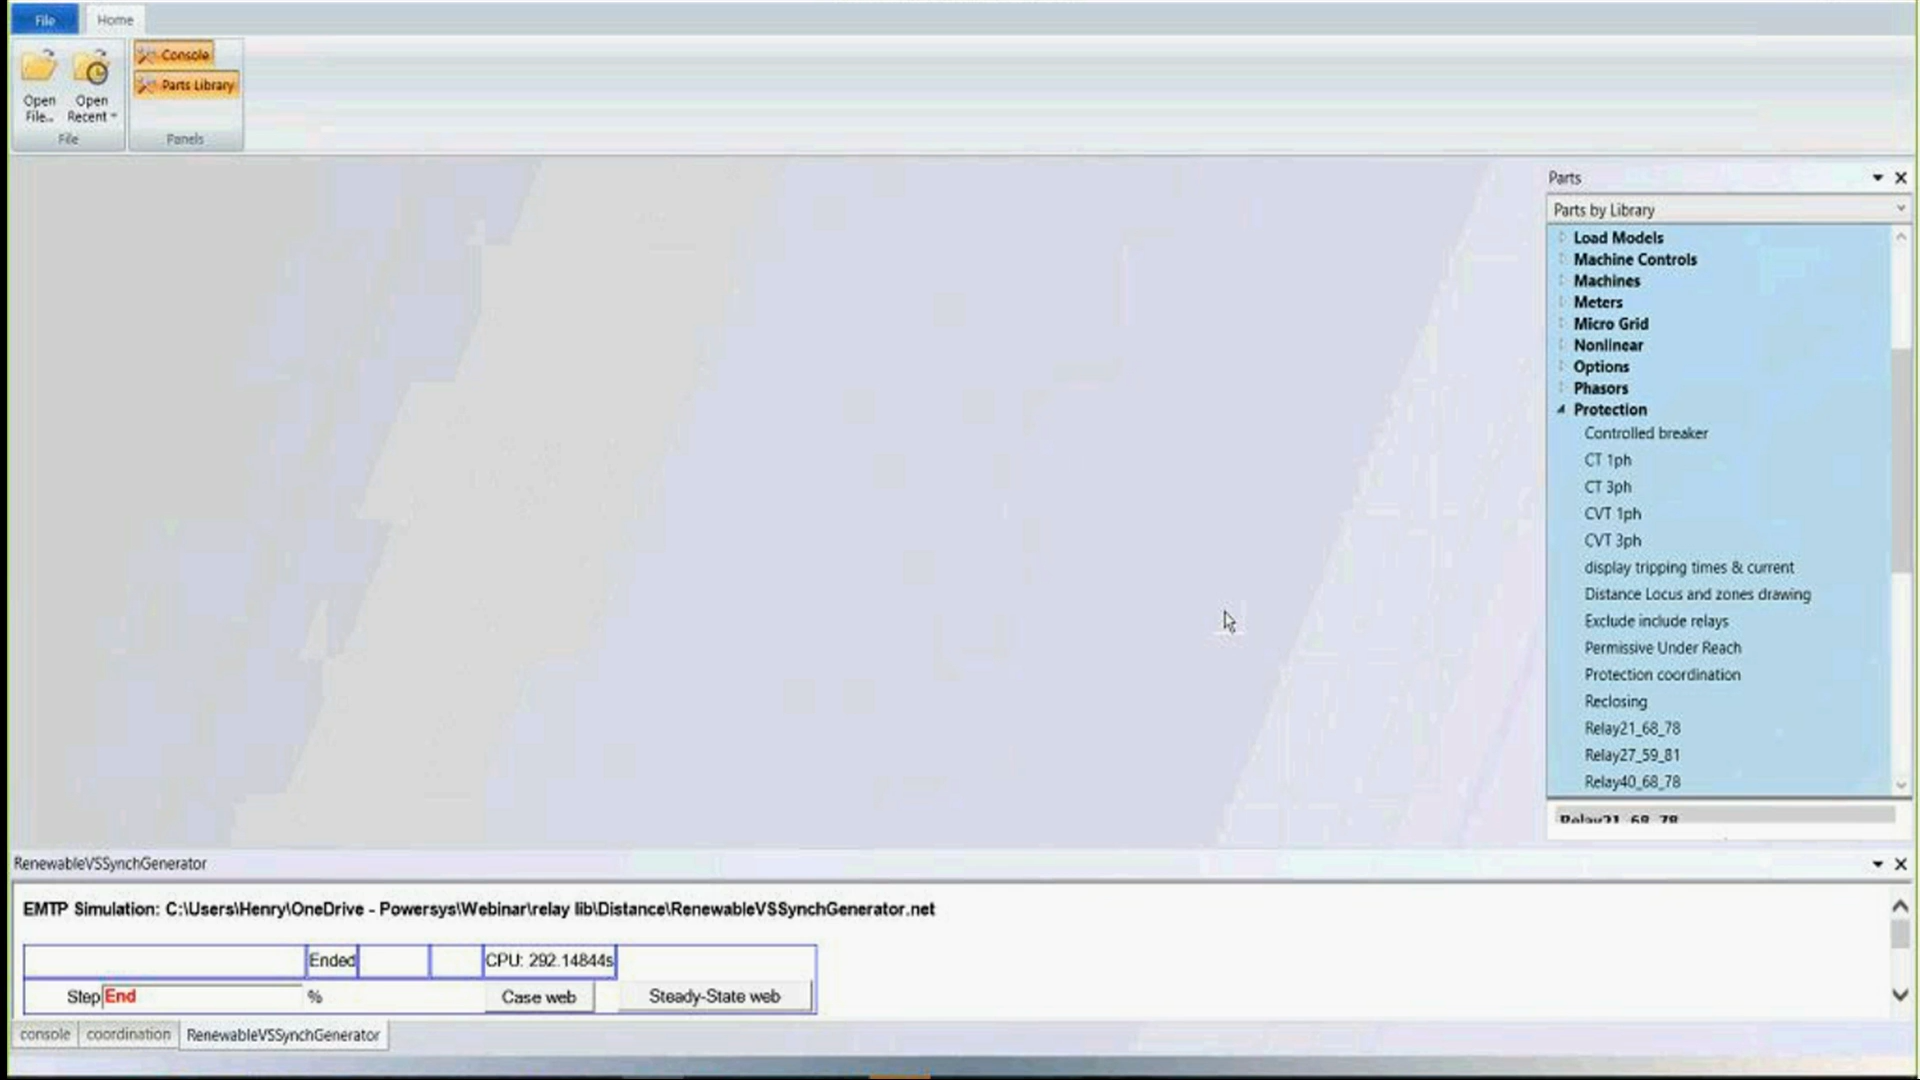 File
Home
Console
Parts Library
Open File...
Open Recent
File
Panels
Parts
Parts by Library
Load Models
Machine Controls
Machines
Meters
Micro Grid
Nonlinear
Options
Phasors
Protection
Controlled breaker
CT 1ph
CT 3ph
CVT 1ph
CVT 3ph
display tripping times & current
Distance Locus and zones drawing
Exclude include relays
Permissive Under Reach
Protection coordination
Reclosing
Relay21_68_78
Relay27_59_81
Relay40_68_78
Relay21_68_78
RenewableVSSynchGenerator
EMTP Simulation: C:\Users\Henry\OneDrive - Powersys\Webinar\relay lib\Distance\RenewableVSSynchGenerator.net
Ended
CPU: 292.14844s
Step
End
%
Case web
Steady-State web
console
coordination
RenewableVSSynchGenerator